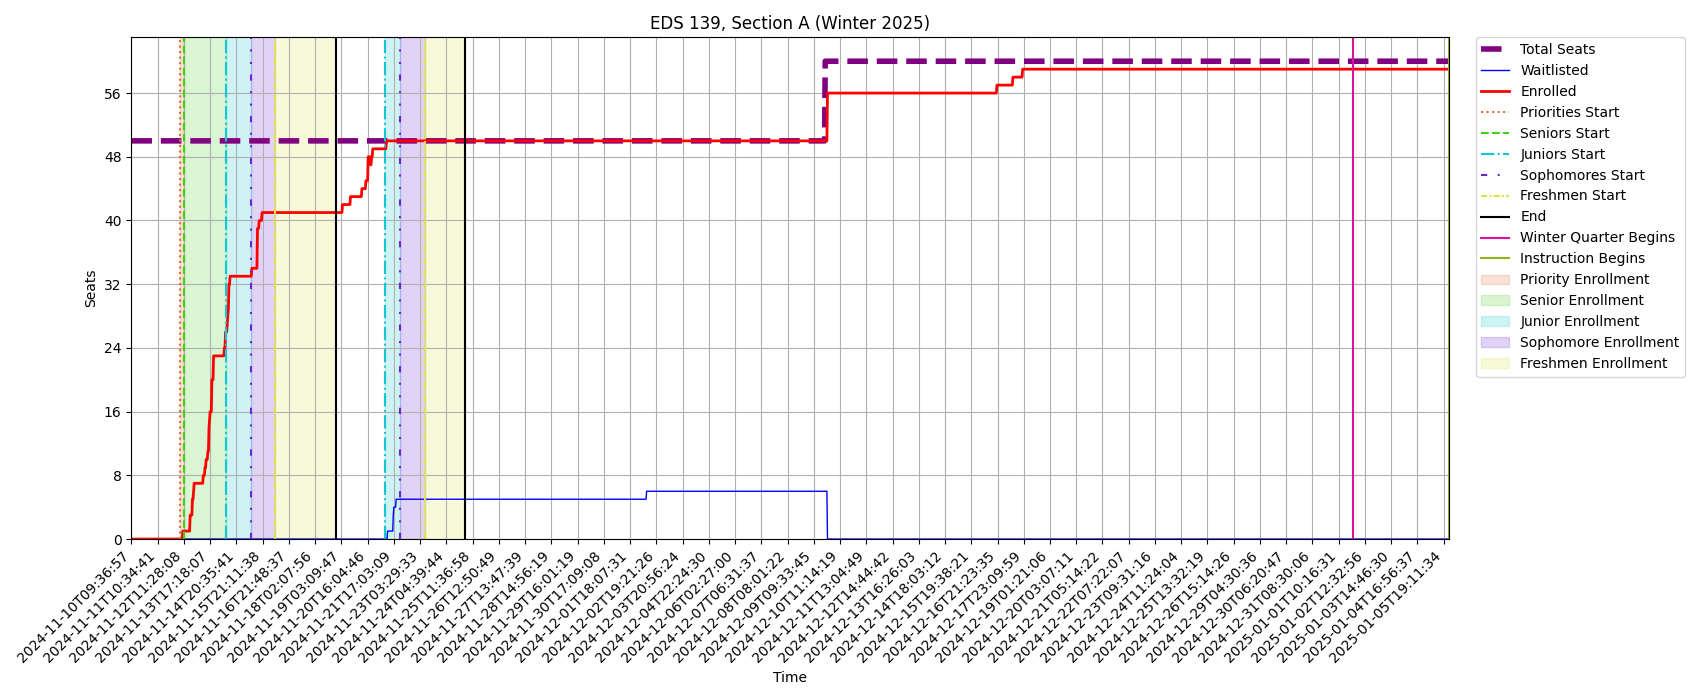 EDS 139, Section A (Winter 2025)
Seats
56
48
40
32
24
16
8
0
2024-11-10T09:36:57
2024-11-11T10:34:41
2024-11-12T11:28:08
2024-11-13T17:18:07
2024-11-14T20:35:41
2024-11-15T21:11:38
2024-11-16T21:48:37
2024-11-18T02:07:56
2024-11-19T03:09:47
2024-11-20T16:04:46
2024-11-21T17:03:09
2024-11-23T03:29:33
2024-11-24T04:39:44
2024-11-25T11:36:58
2024-11-26T12:50:49
2024-11-27T13:47:39
2024-11-28T14:56:19
2024-11-29T16:01:19
2024-11-30T17:09:08
2024-12-01T18:07:31
2024-12-02T19:21:26
2024-12-03T20:56:24
2024-12-04T22:24:30
2024-12-06T02:27:00
2024-12-07T06:31:37
2024-12-08T08:01:22
2024-12-09T09:33:45
2024-12-10T11:14:19
2024-12-11T13:04:49
2024-12-12T14:44:42
2024-12-13T16:26:03
2024-12-14T18:03:12
2024-12-15T19:38:21
2024-12-16T21:23:35
2024-12-17T23:09:59
2024-12-19T01:21:06
2024-12-20T03:07:11
2024-12-21T05:14:22
2024-12-22T07:22:07
2024-12-23T09:31:16
2024-12-24T11:24:04
2024-12-25T13:32:19
2024-12-26T15:14:26
2024-12-29T04:30:36
2024-12-30T06:20:47
2024-12-31T08:30:06
2025-01-01T10:16:31
2025-01-02T12:32:56
2025-01-03T14:46:30
2025-01-04T16:56:37
2025-01-05T19:11:34
Time
Total Seats
Waitlisted
Enrolled
Priorities Start
Seniors Start
Juniors Start
Sophomores Start
Freshmen Start
End
Winter Quarter Begins
Instruction Begins
Priority Enrollment
Senior Enrollment
Junior Enrollment
Sophomore Enrollment
Freshmen Enrollment